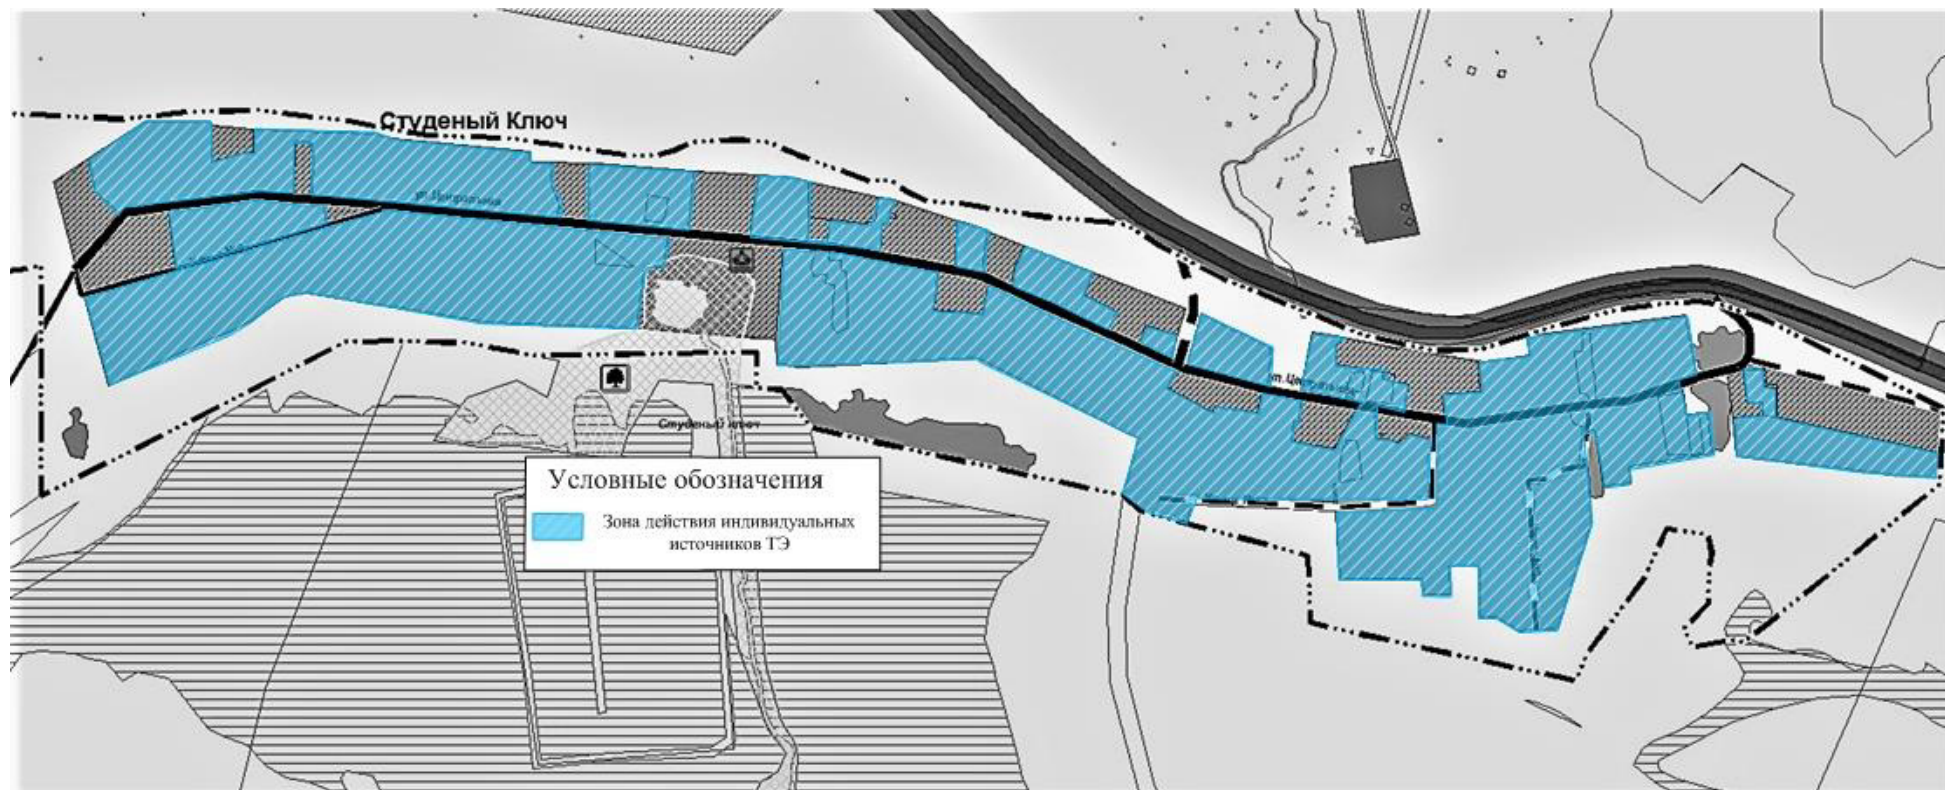 Студеный Ключ
ул.Центральная
ул.Центральная
Студеный ключ
Условные обозначения
Зона действия индивидуальных
источников ТЭ